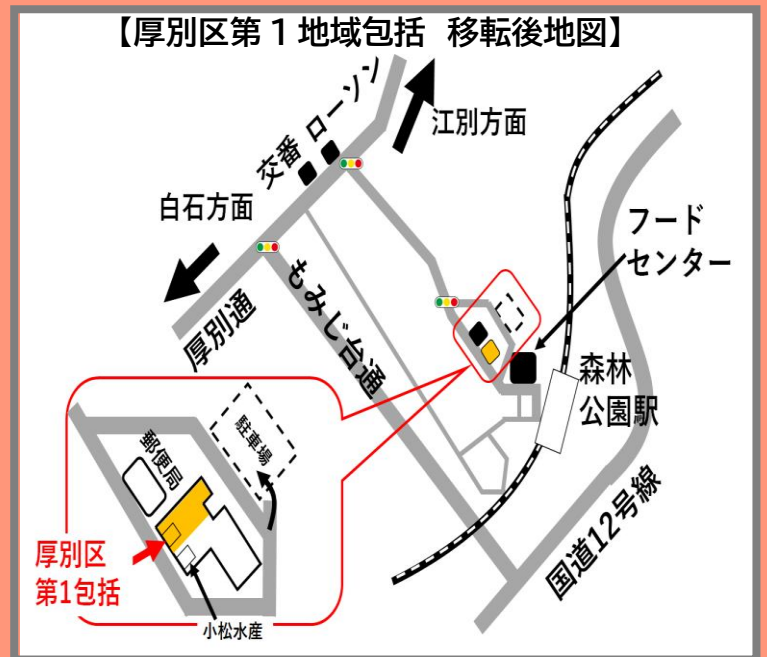 【厚別区第1地域包括 移転後地図】
交番
ローソン
江別方面
白石方面
フード
センター
厚別通
もみじ台通
森林
公園駅
駐車場
郵便局
厚別区
第1包括
国道12号線
小松水産